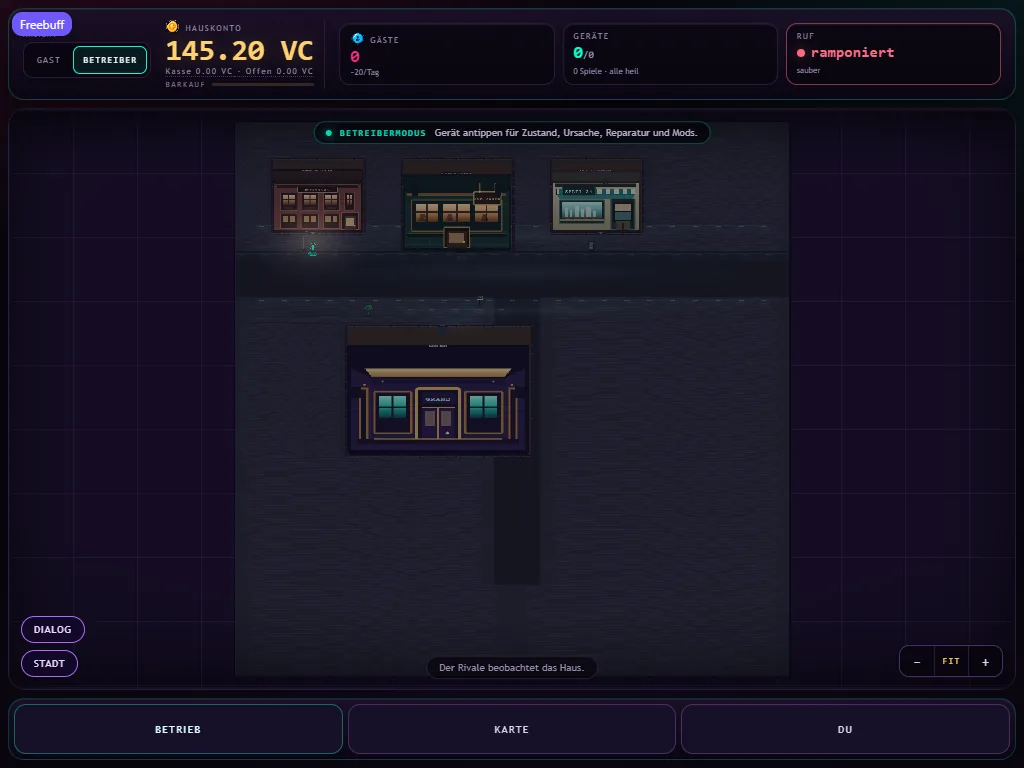 Freebuff
GAST
BETREIBER
HAUSKONTO
145.20 VC
Kasse 0.00 VC · Offen 0.00 VC
BARKAUF
GÄSTE
0
~20/Tag
GERÄTE
0/0
0 Spiele · alle heil
RUF
ramponiert
sauber
BETREIBERMODUS Gerät antippen für Zustand, Ursache, Reparatur und Mods.
GRAND
DIALOG
STADT
Der Rivale beobachtet das Haus.
− FIT +
BETRIEB
KARTE
DU